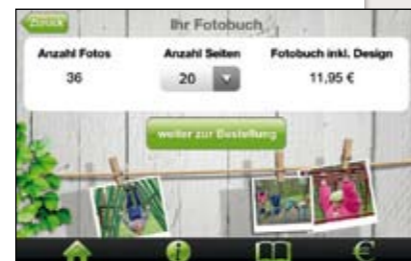 Zurück
Ihr Fotobuch
Anzahl Fotos Anzahl Seiten Fotobuch inkl. Design
36 20 11,95 €
weiter zur Bestellung